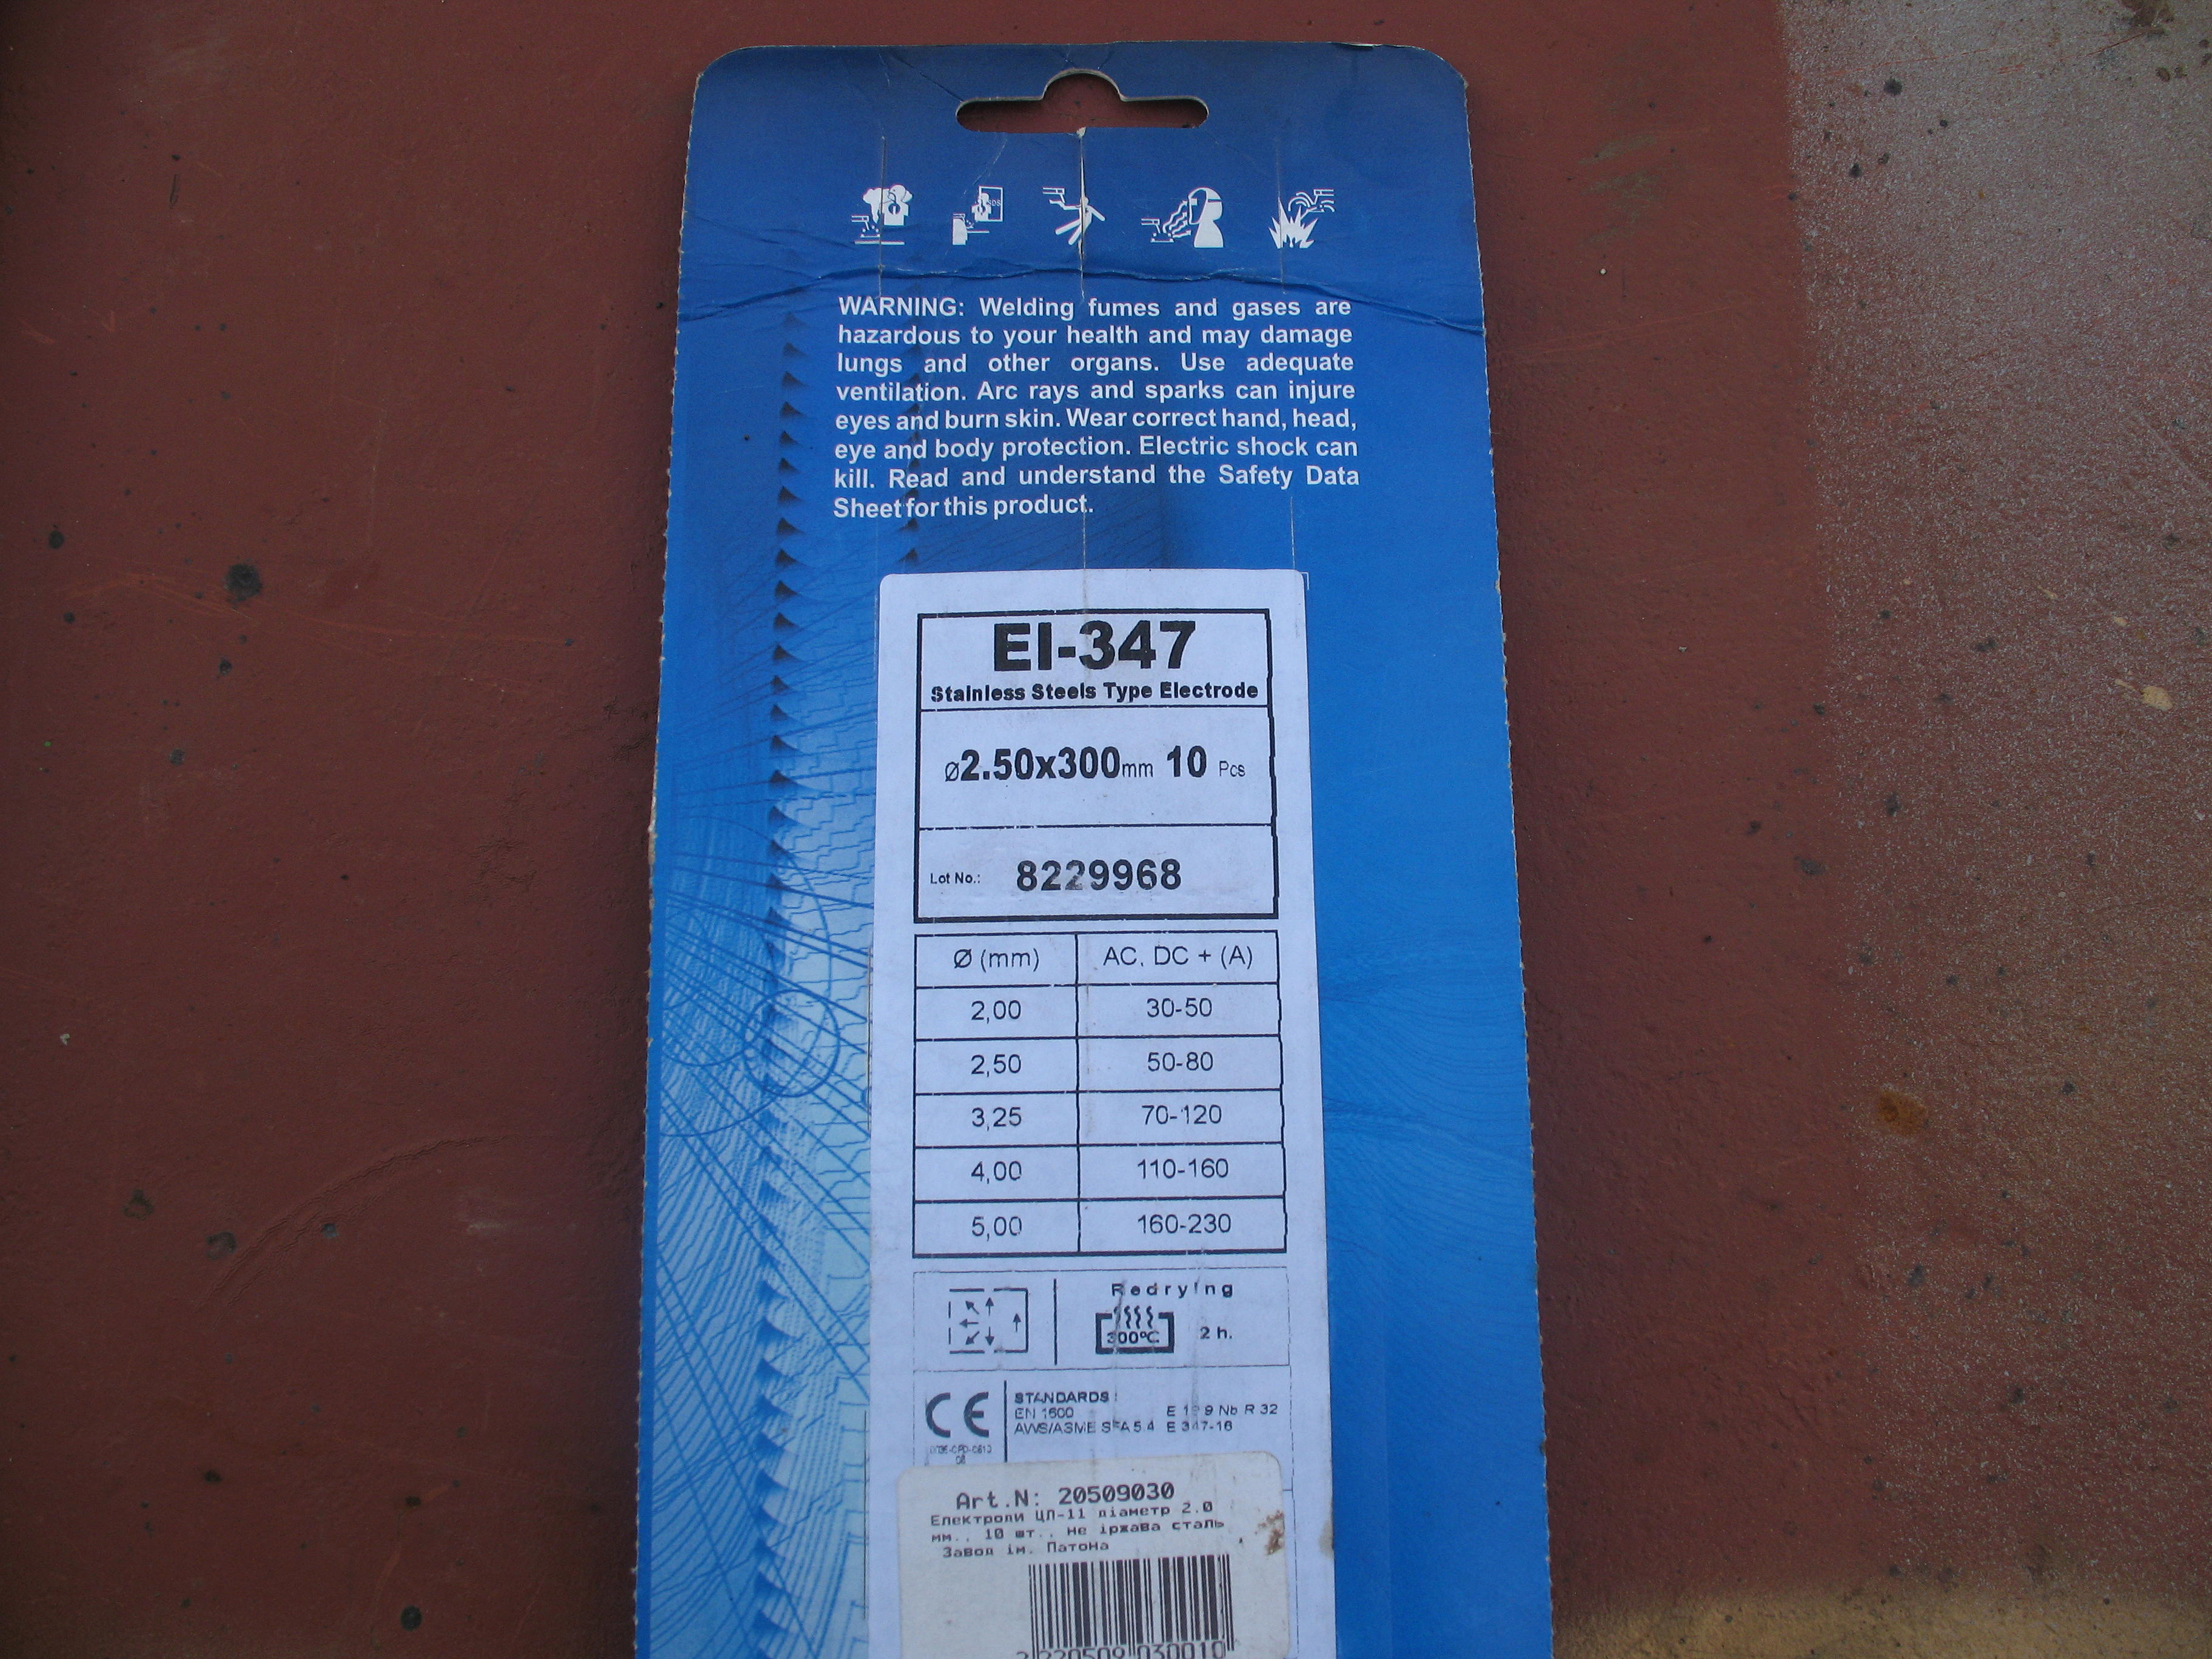 WARNING: Welding fumes and gases are
hazardous to your health and may damage
lungs and other organs. Use adequate
ventilation. Arc rays and sparks can injure
eyes and burn skin. Wear correct hand, head,
eye and body protection. Electric shock can
kill. Read and understand the Safety Data
Sheet for this product.
EI-347
Stainless Steels Type Electrode
Ø2.50x300mm 10 Pcs
Lot No.: 8229968
Ø (mm) AC, DC + (A)
2,00 30-50
2,50 50-80
3,25 70-120
4,00 110-160
5,00 160-230
Redrying
300°C 2 h.
CE
STANDARDS :
EN 1600 E 19 9 Nb R 32
AWS/ASME SFA 5.4 E 347-16
Art.N: 20509030
Електроди ЦЛ-11 діаметр 2.0
мм., 10 шт., не іржава сталь
Завод ім. Патона